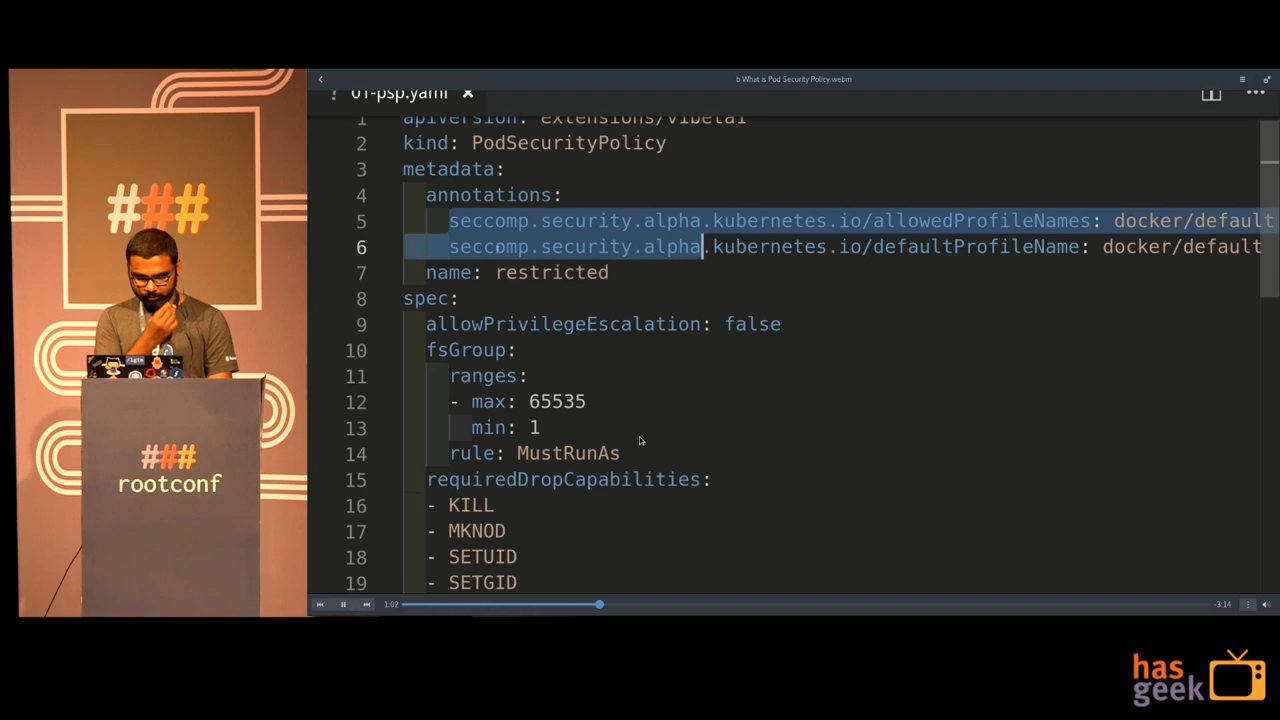 b What is Pod Security Policy.webm
! 01-psp.yaml ×
1 apiVersion: extensions/v1beta1
2 kind: PodSecurityPolicy
3 metadata:
4 annotations:
5 seccomp.security.alpha.kubernetes.io/allowedProfileNames: docker/default
6 seccomp.security.alpha.kubernetes.io/defaultProfileName: docker/default
7 name: restricted
8 spec:
9 allowPrivilegeEscalation: false
10 fsGroup:
11 ranges:
12 - max: 65535
13 min: 1
14 rule: MustRunAs
15 requiredDropCapabilities:
16 - KILL
17 - MKNOD
18 - SETUID
19 - SETGID
1:02
-3:14
###
###
rootconf
has
geek